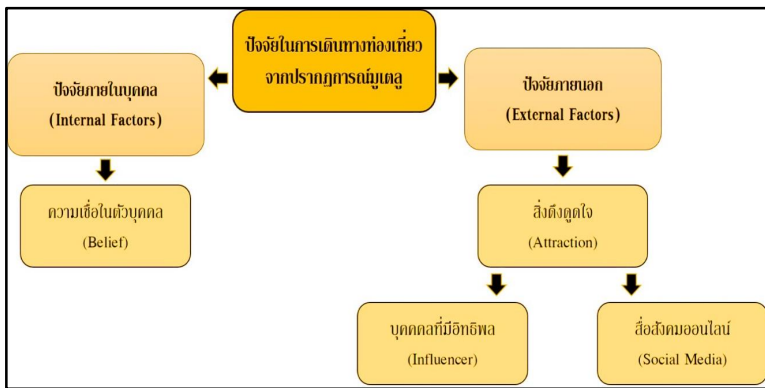 ปัจจัยในการเดินทางท่องเที่ยว
จากปรากฏการณ์มูเตลู
ปัจจัยภายในบุคคล
(Internal Factors)
ปัจจัยภายนอก
(External Factors)
ความเชื่อในตัวบุคคล
(Belief)
สิ่งดึงดูดใจ
(Attraction)
บุคคคลที่มีอิทธิพล
(Influencer)
สื่อสังคมออนไลน์
(Social Media)